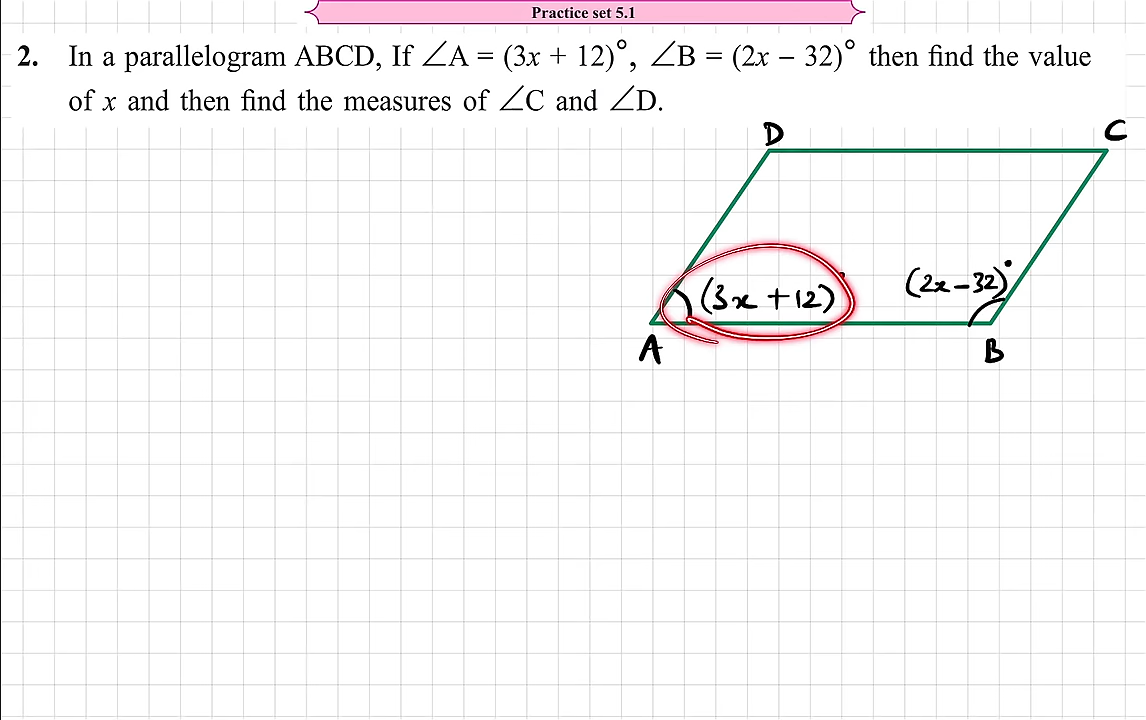 Practice set 5.1
2. In a parallelogram ABCD, If ∠A = (3x + 12)°, ∠B = (2x − 32)° then find the value
of x and then find the measures of ∠C and ∠D.
D C
(3x + 12)° (2x − 32)°
A B